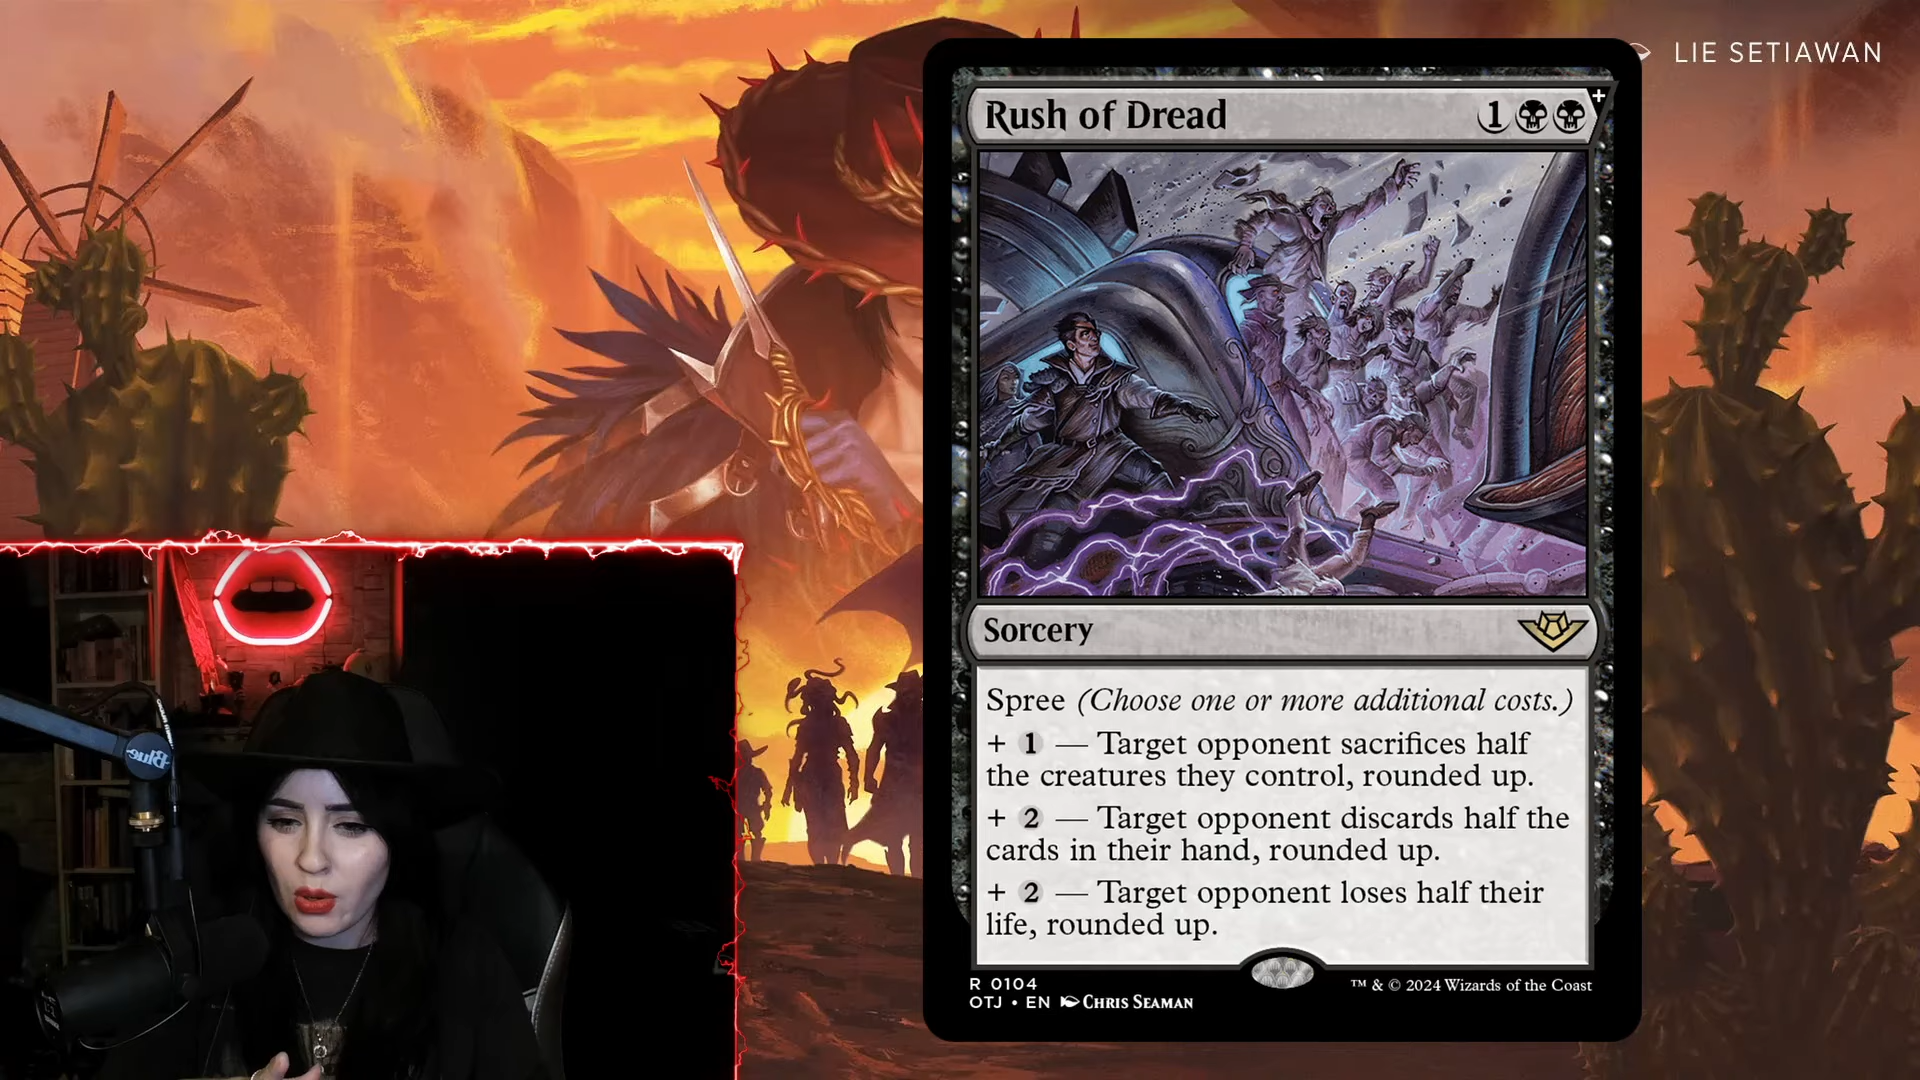 LIE SETIAWAN
Rush of Dread
1
Sorcery
Spree (Choose one or more additional costs.)
+ 1 — Target opponent sacrifices half
the creatures they control, rounded up.
+ 2 — Target opponent discards half the
cards in their hand, rounded up.
+ 2 — Target opponent loses half their
life, rounded up.
R 0104
OTJ • EN CHRIS SEAMAN
™ & © 2024 Wizards of the Coast
Blue